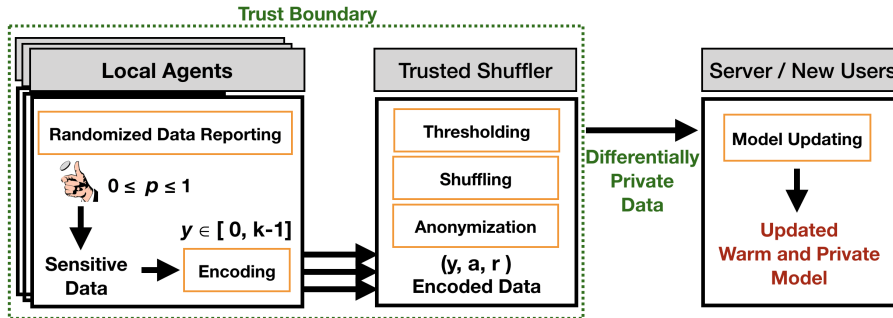 Trust Boundary
Local Agents
Randomized Data Reporting
0 ≤ p ≤ 1
y ∈ [ 0, k-1]
Sensitive
Data
Encoding
Trusted Shuffler
Thresholding
Shuffling
Anonymization
(y, a, r )
Encoded Data
Differentially
Private
Data
Server / New Users
Model Updating
Updated
Warm and Private
Model